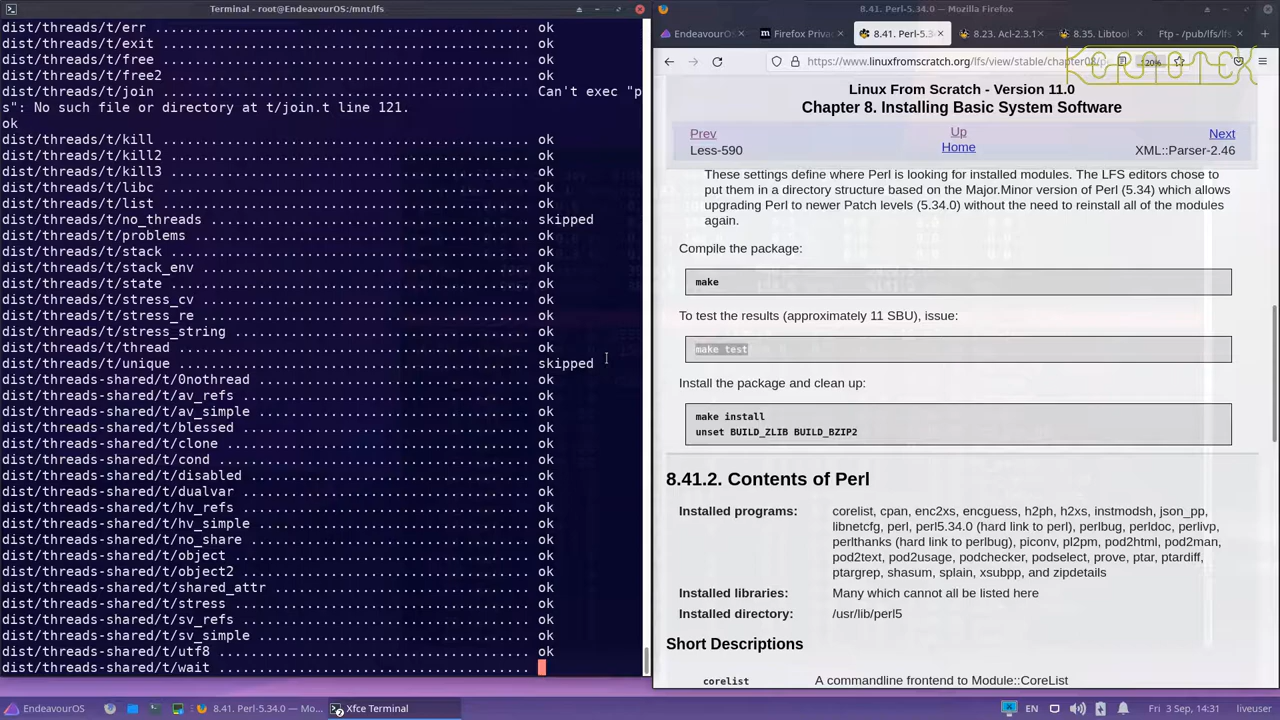 Terminal - root@EndeavourOS:/mnt/lfs
dist/threads/t/err ............................................. ok
dist/threads/t/exit ............................................ ok
dist/threads/t/free ............................................ ok
dist/threads/t/free2 ........................................... ok
dist/threads/t/join ............................................ Can't exec "p
s": No such file or directory at t/join.t line 121.
ok
dist/threads/t/kill ............................................ ok
dist/threads/t/kill2 ........................................... ok
dist/threads/t/kill3 ........................................... ok
dist/threads/t/libc ............................................ ok
dist/threads/t/list ............................................ ok
dist/threads/t/no_threads ...................................... skipped
dist/threads/t/problems ........................................ ok
dist/threads/t/stack ........................................... ok
dist/threads/t/stack_env ....................................... ok
dist/threads/t/state ........................................... ok
dist/threads/t/stress_cv ....................................... ok
dist/threads/t/stress_re ....................................... ok
dist/threads/t/stress_string ................................... ok
dist/threads/t/thread .......................................... ok
dist/threads/t/unique .......................................... skipped
dist/threads-shared/t/0nothread ................................ ok
dist/threads-shared/t/av_refs .................................. ok
dist/threads-shared/t/av_simple ................................ ok
dist/threads-shared/t/blessed .................................. ok
dist/threads-shared/t/clone .................................... ok
dist/threads-shared/t/cond ..................................... ok
dist/threads-shared/t/disabled ................................. ok
dist/threads-shared/t/dualvar .................................. ok
dist/threads-shared/t/hv_refs .................................. ok
dist/threads-shared/t/hv_simple ................................ ok
dist/threads-shared/t/no_share ................................. ok
dist/threads-shared/t/object ................................... ok
dist/threads-shared/t/object2 .................................. ok
dist/threads-shared/t/shared_attr .............................. ok
dist/threads-shared/t/stress ................................... ok
dist/threads-shared/t/sv_refs .................................. ok
dist/threads-shared/t/sv_simple ................................ ok
dist/threads-shared/t/utf8 ..................................... ok
dist/threads-shared/t/wait .....................................
8.41. Perl-5.34.0 — Mozilla Firefox
EndeavourOS
Firefox Priva
8.41. Perl-5.3
8.23. Acl-2.3.1
8.35. Libtool
Ftp - /pub/lfs/lfs
https://www.linuxfromscratch.org/lfs/view/stable/chapter08/p
120%
Linux From Scratch - Version 11.0
Chapter 8. Installing Basic System Software
Prev
Up
Next
Less-590
Home
XML::Parser-2.46
These settings define where Perl is looking for installed modules. The LFS editors chose to
put them in a directory structure based on the Major.Minor version of Perl (5.34) which allows
upgrading Perl to newer Patch levels (5.34.0) without the need to reinstall all of the modules
again.
Compile the package:
make
To test the results (approximately 11 SBU), issue:
make test
Install the package and clean up:
make install
unset BUILD_ZLIB BUILD_BZIP2
8.41.2. Contents of Perl
Installed programs: corelist, cpan, enc2xs, encguess, h2ph, h2xs, instmodsh, json_pp,
libnetcfg, perl, perl5.34.0 (hard link to perl), perlbug, perldoc, perlivp,
perlthanks (hard link to perlbug), piconv, pl2pm, pod2html, pod2man,
pod2text, pod2usage, podchecker, podselect, prove, ptar, ptardiff,
ptargrep, shasum, splain, xsubpp, and zipdetails
Installed libraries: Many which cannot all be listed here
Installed directory: /usr/lib/perl5
Short Descriptions
corelist A commandline frontend to Module::CoreList
EndeavourOS
8.41. Perl-5.34.0 — Mo...
Xfce Terminal
EN
Fri 3 Sep, 14:31
liveuser